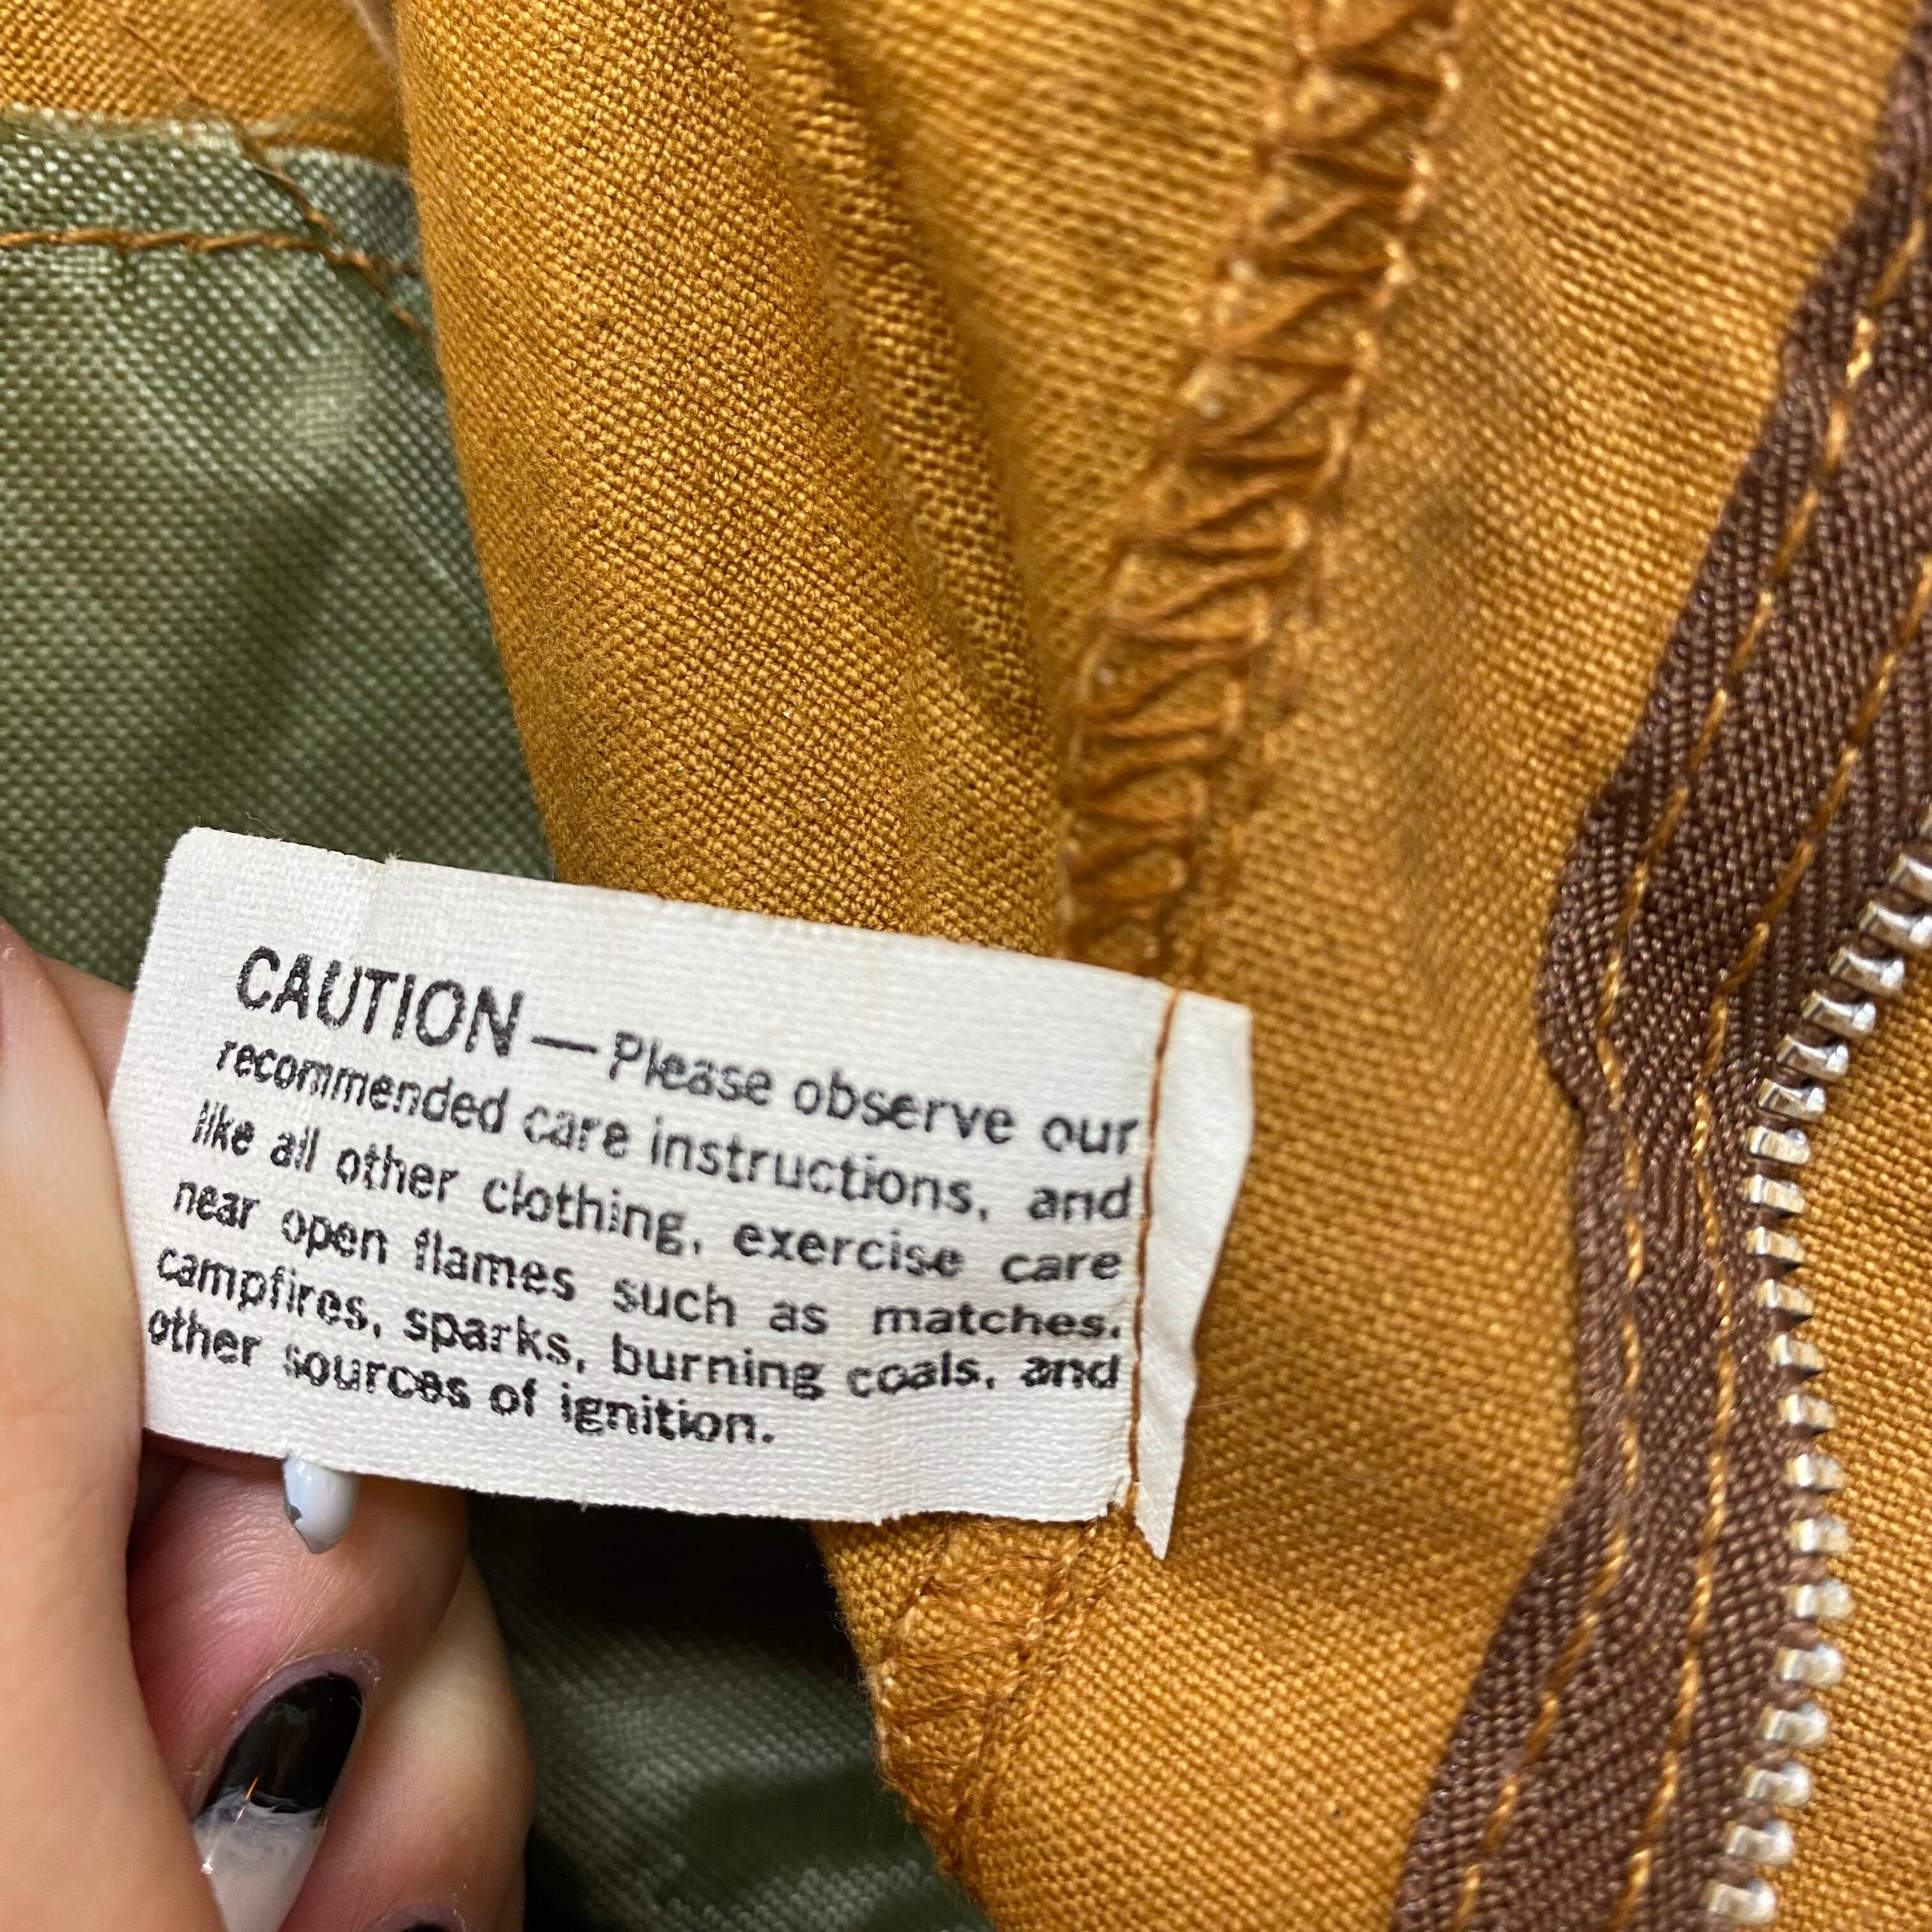 CAUTION — Please observe our
recommended care instructions, and
like all other clothing, exercise care
near open flames such as matches,
campfires, sparks, burning coals, and
other sources of ignition.